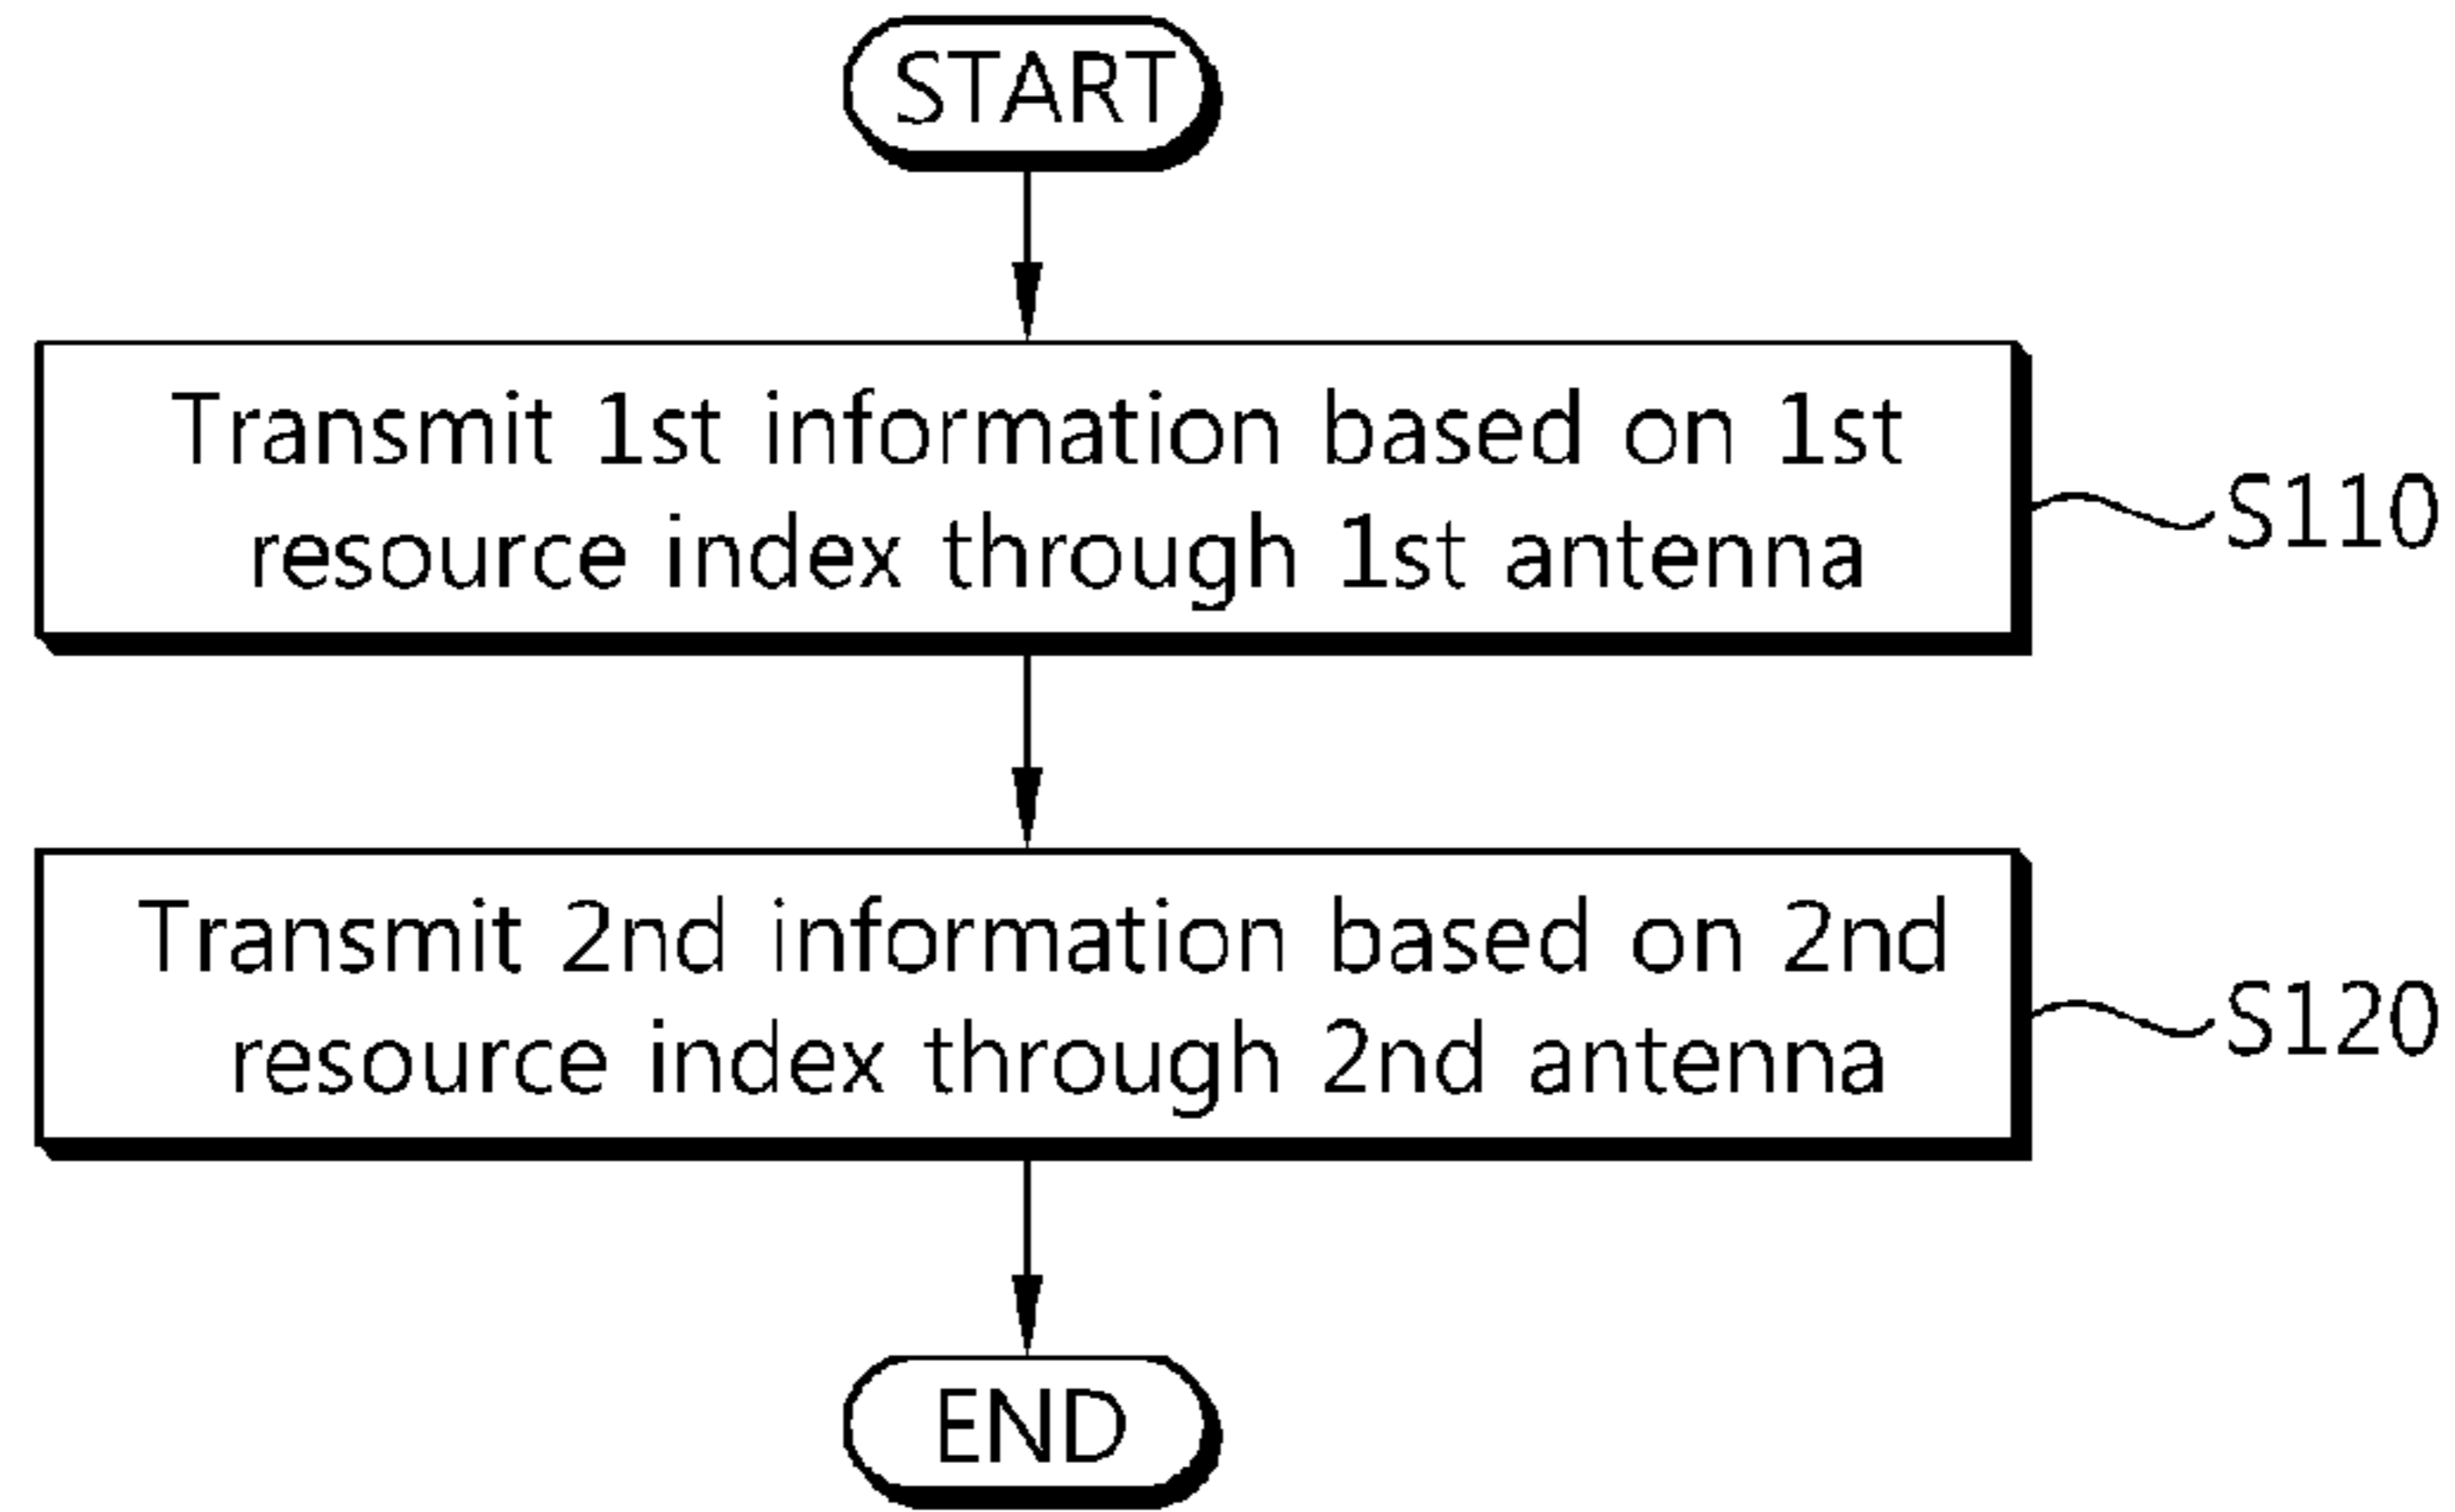 START
Transmit 1st information based on 1st
resource index through 1st antenna
S110
Transmit 2nd information based on 2nd
resource index through 2nd antenna
S120
END